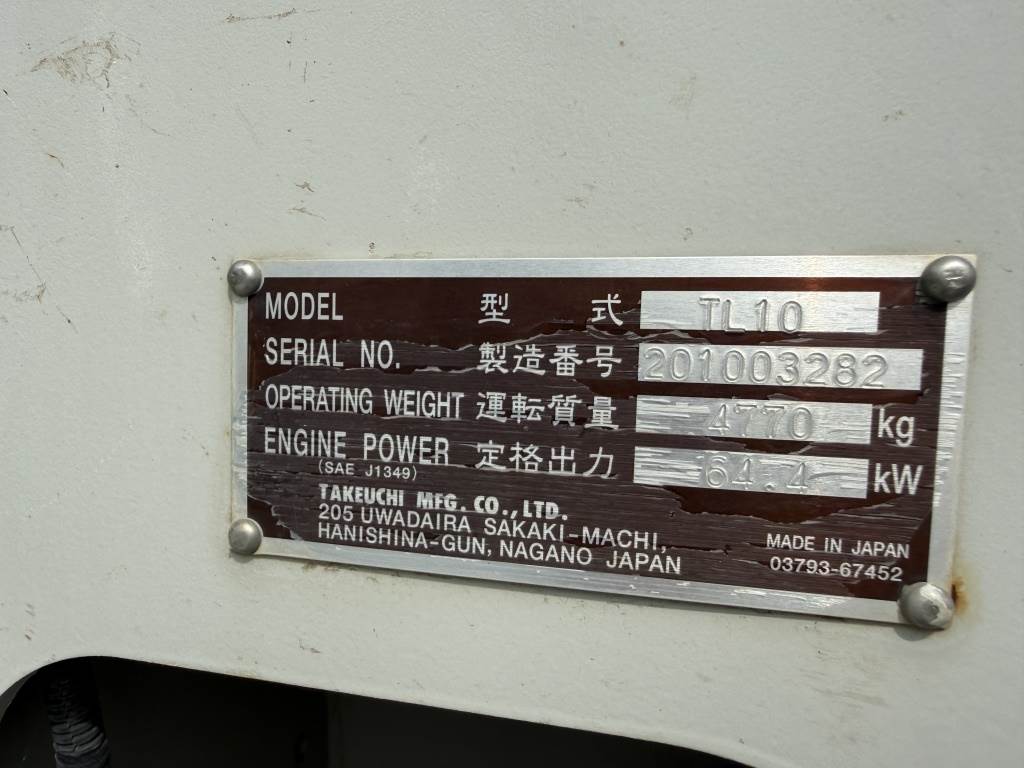 MODEL 型 式 TL10
SERIAL NO. 製造番号 201003282
OPERATING WEIGHT 運転質量 4770 kg
ENGINE POWER 定格出力 64.4 kW
(SAE J1349)
TAKEUCHI MFG. CO., LTD.
205 UWADAIRA SAKAKI-MACHI,
HANISHINA-GUN, NAGANO JAPAN
MADE IN JAPAN
03793-67452